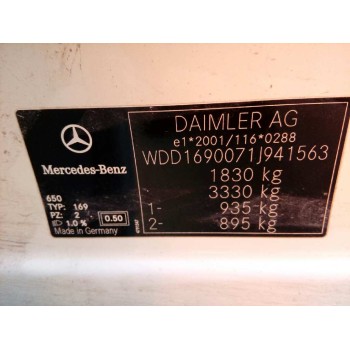 DAIMLER AG
e1*2001/116*0288
WDD1690071J941563
1830 kg
3330 kg
1- 935 kg
2- 895 kg
Mercedes-Benz
650
TYP: 169
PZ: 2
1.0 % 0.50
Made in Germany